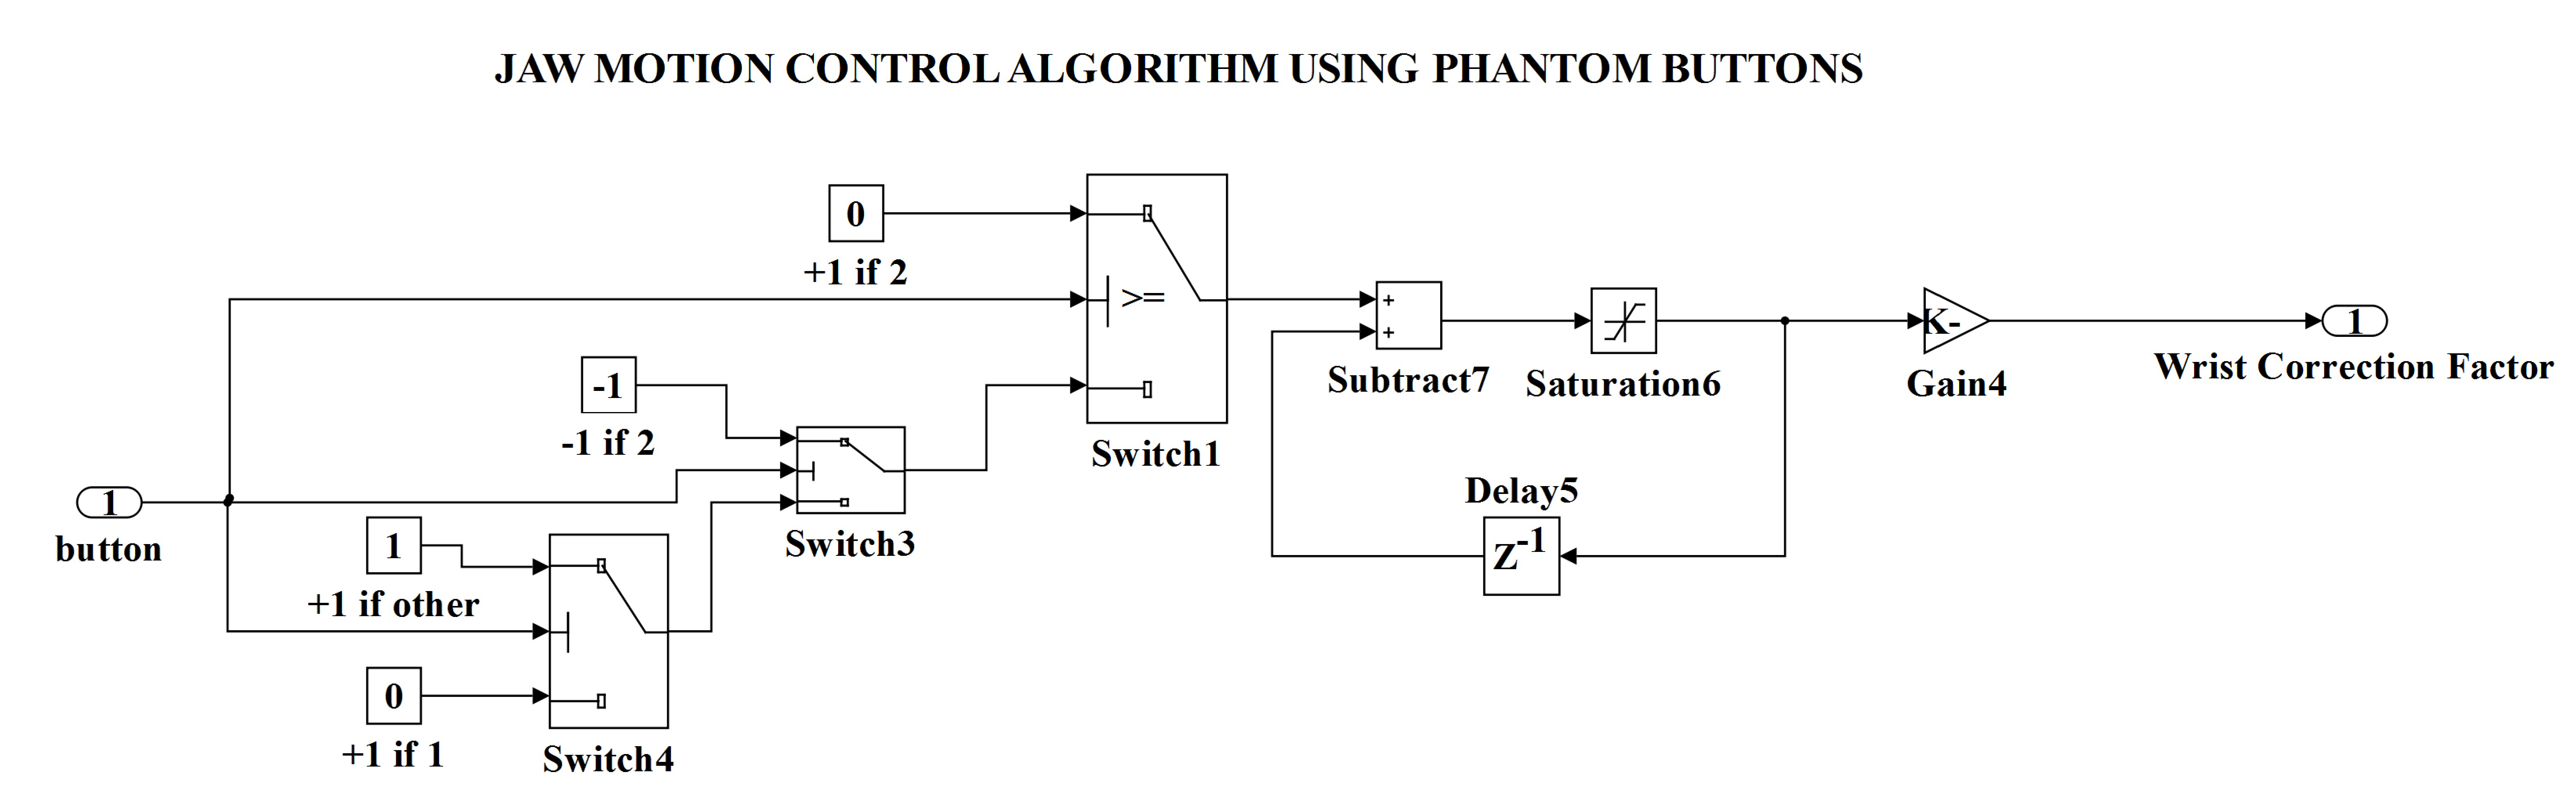 JAW MOTION CONTROL ALGORITHM USING PHANTOM BUTTONS
0
+1 if 2
>=
Switch1
-1
-1 if 2
Switch3
1
button
1
+1 if other
0
+1 if 1
Switch4
+
+
Subtract7
Saturation6
Delay5
Z-1
K-
Gain4
1
Wrist Correction Factor